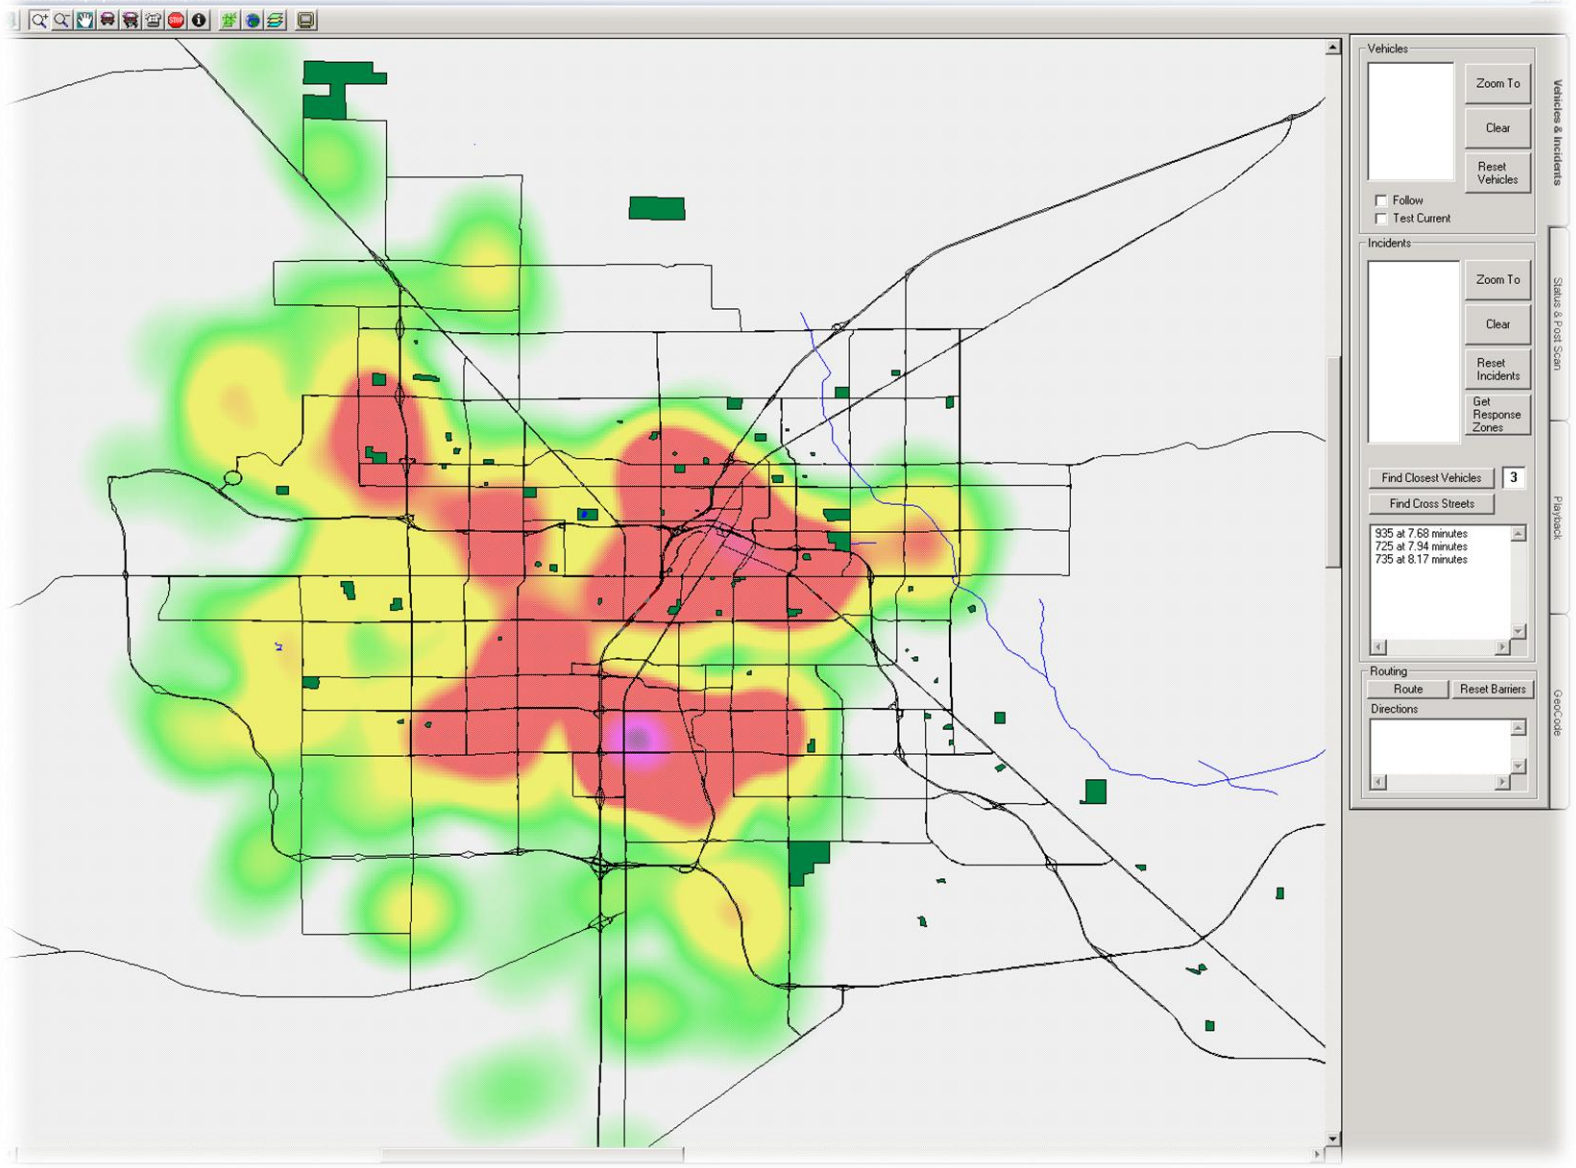 STOP
Vehicles
Zoom To
Clear
Reset
Vehicles
Follow
Test Current
Incidents
Zoom To
Clear
Reset
Incidents
Get
Response
Zones
Find Closest Vehicles 3
Find Cross Streets
935 at 7.68 minutes
725 at 7.94 minutes
735 at 8.17 minutes
Routing
Route Reset Barriers
Directions
Vehicles & Incidents
Status & Post Scan
Playback
GeoCode